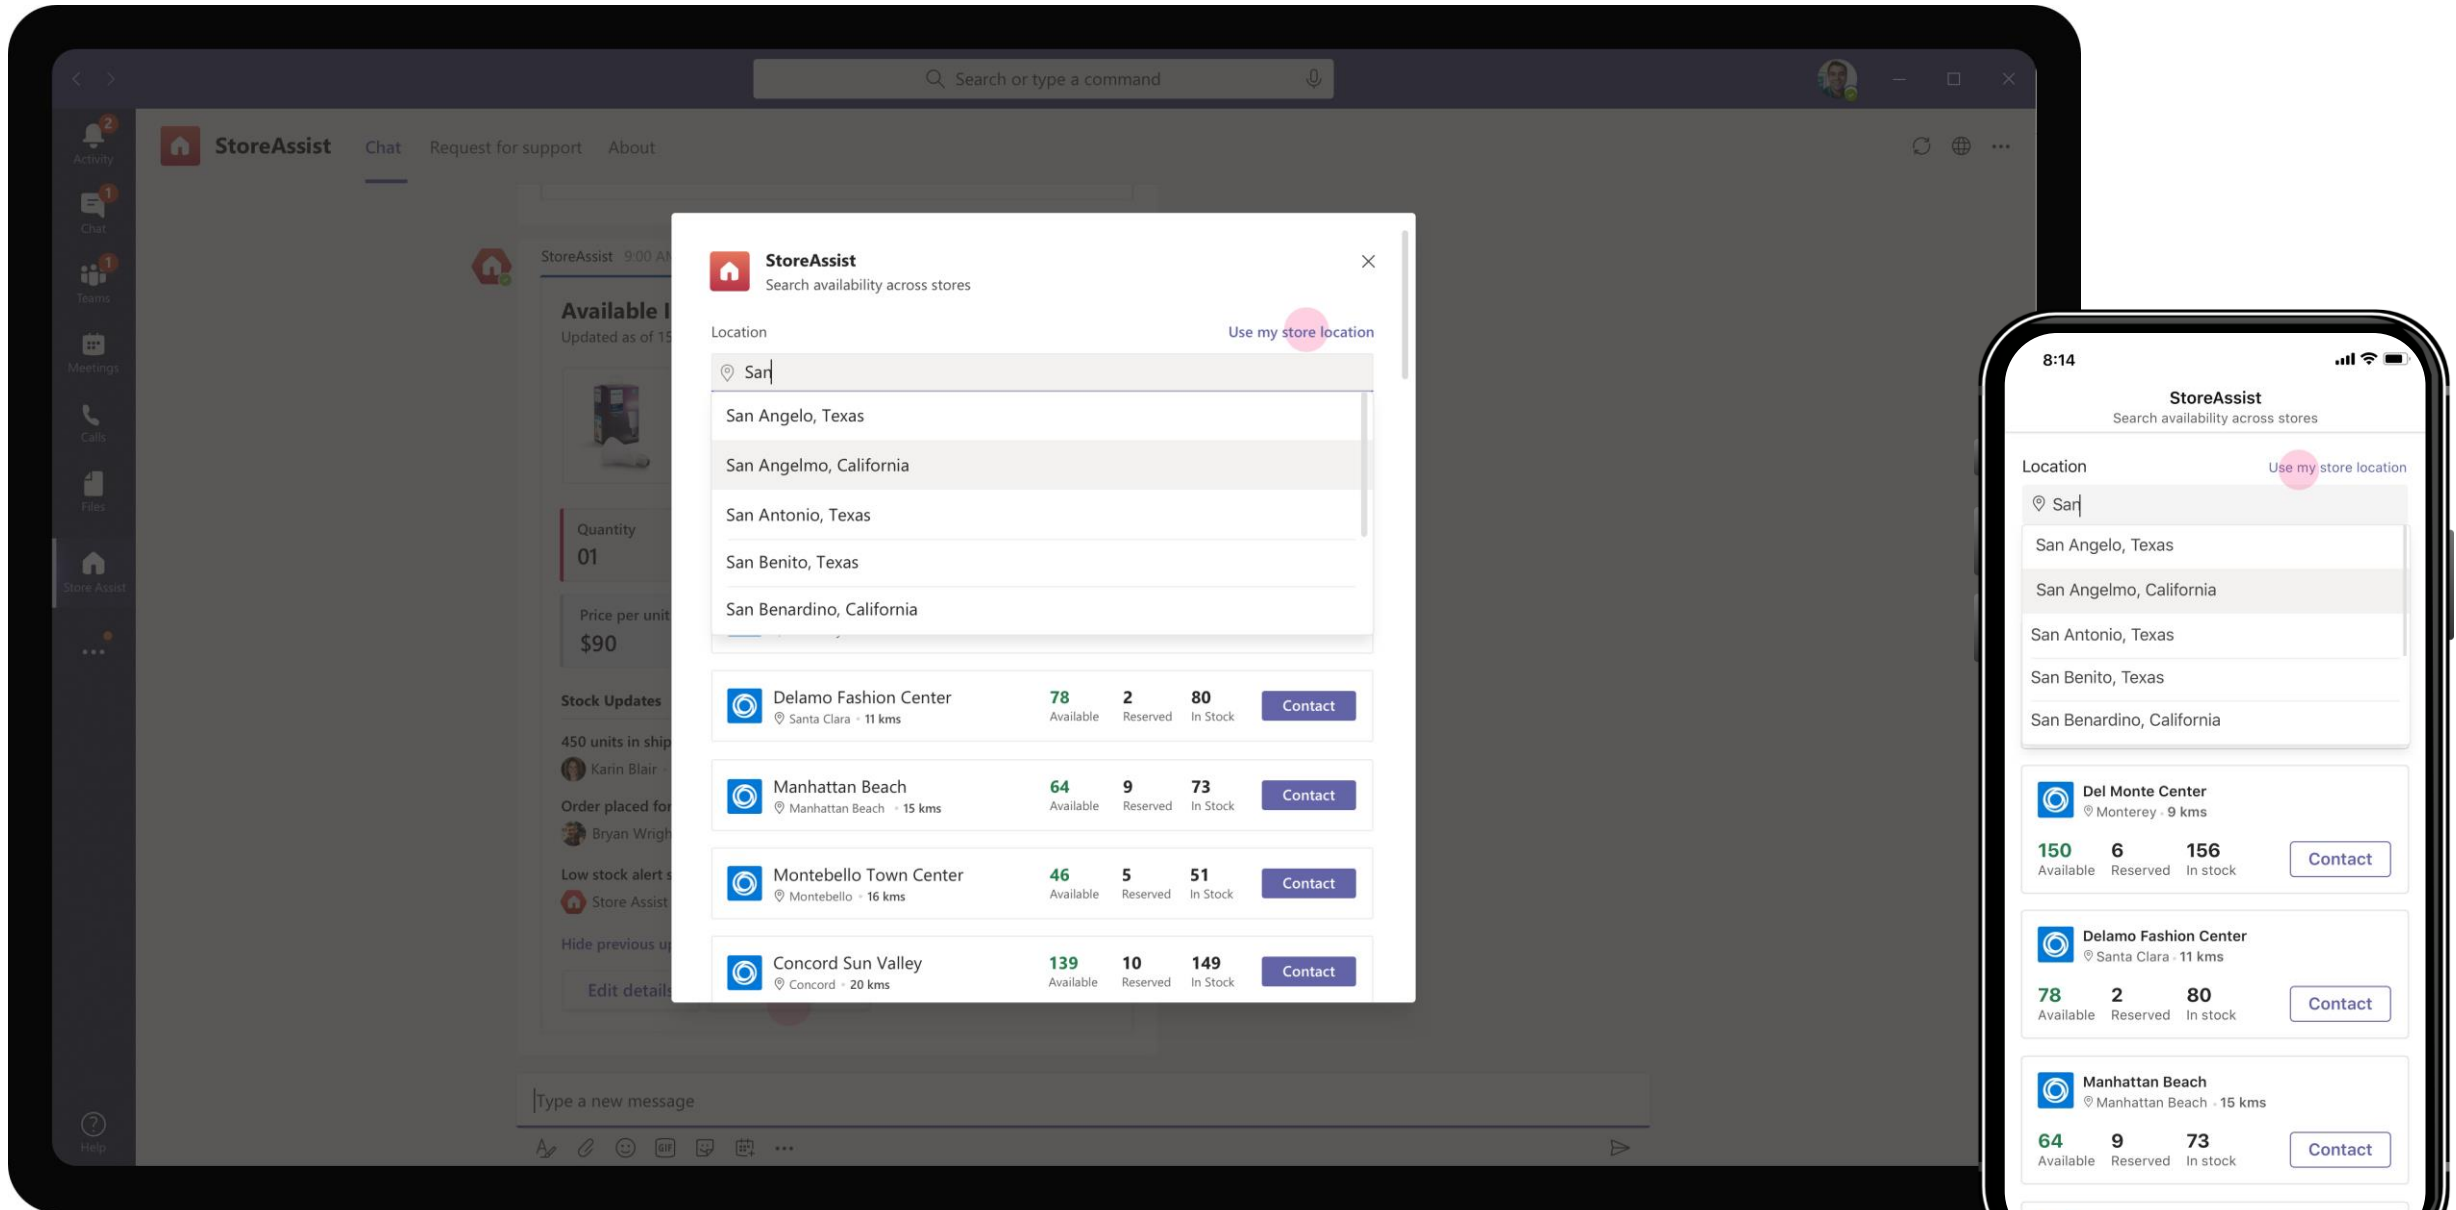 Search or type a command
2
Activity
StoreAssist Chat Request for support About
1
Chat
1
Teams
Meetings
Calls
Files
Store Assist
Help
StoreAssist 9:00
Available
Updated as of 15
Quantity
01
Price per unit
$90
Stock Updates
450 units in ship
Karin Blair
Order placed for
Bryan Wrigh
Low stock alert s
Store Assist
Hide previous
Edit details
Type a new message
GIF
StoreAssist
Search availability across stores
Location Use my store location
San
San Angelo, Texas
San Angelmo, California
San Antonio, Texas
San Benito, Texas
San Benardino, California
Delamo Fashion Center 78 2 80 Contact
Santa Clara • 11 kms Available Reserved In Stock
Manhattan Beach 64 9 73 Contact
Manhattan Beach • 15 kms Available Reserved In Stock
Montebello Town Center 46 5 51 Contact
Montebello • 16 kms Available Reserved In Stock
Concord Sun Valley 139 10 149 Contact
Concord • 20 kms Available Reserved In Stock
8:14
StoreAssist
Search availability across stores
Location Use my store location
San
San Angelo, Texas
San Angelmo, California
San Antonio, Texas
San Benito, Texas
San Benardino, California
Del Monte Center
Monterey • 9 kms
150 6 156 Contact
Available Reserved In stock
Delamo Fashion Center
Santa Clara • 11 kms
78 2 80 Contact
Available Reserved In stock
Manhattan Beach
Manhattan Beach • 15 kms
64 9 73 Contact
Available Reserved In stock